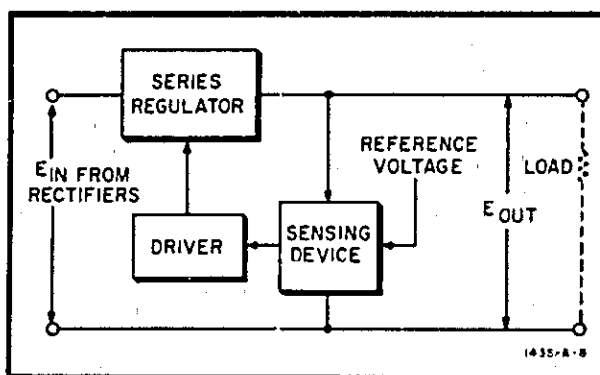 SERIES
REGULATOR
REFERENCE
VOLTAGE
LOAD
EIN FROM
RECTIFIERS
EOUT
DRIVER
SENSING
DEVICE
1435-A-8